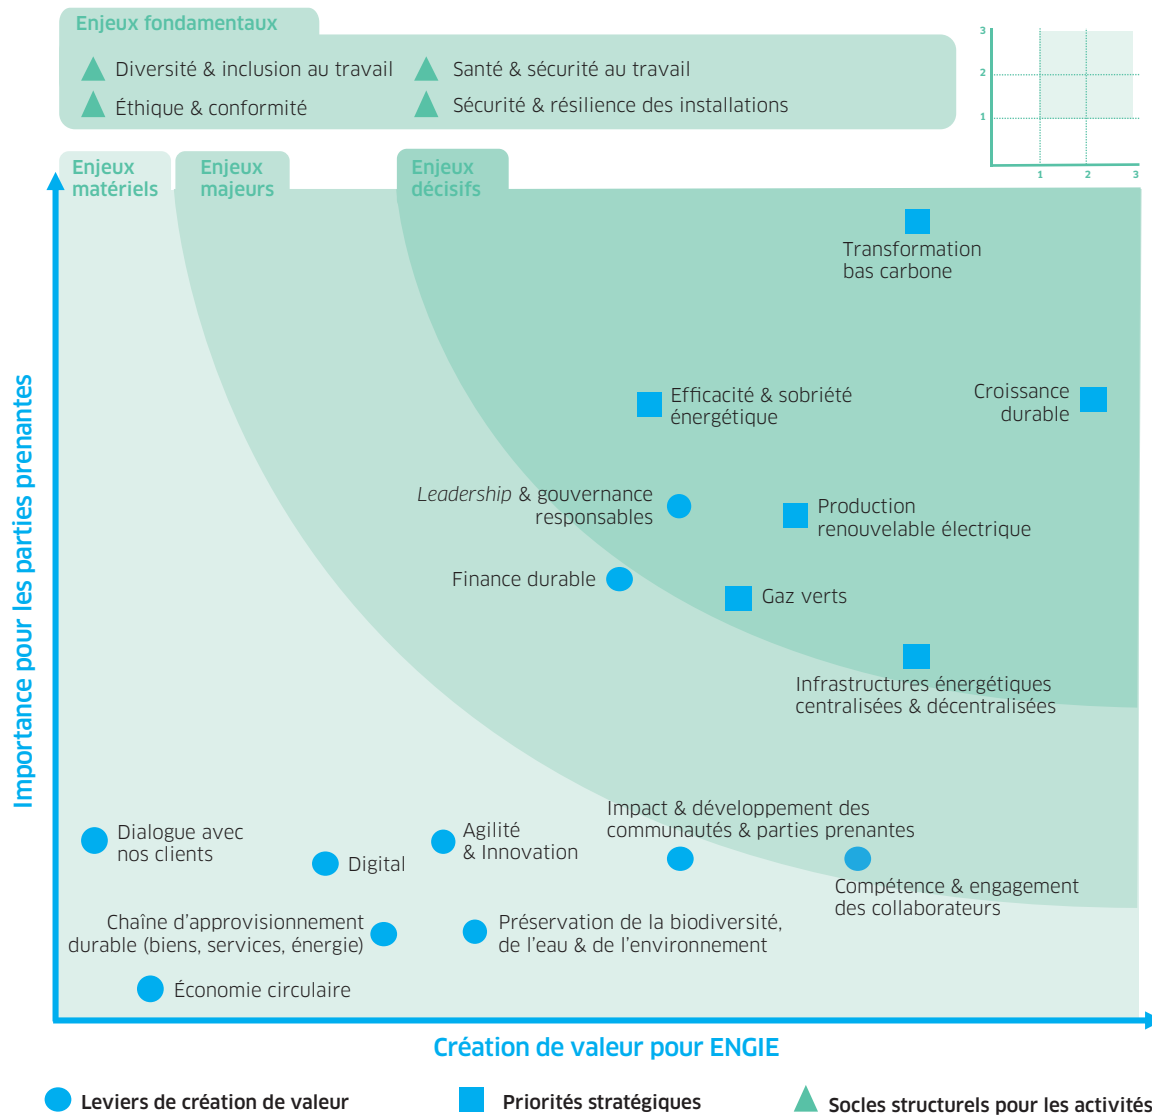 Enjeux fondamentaux
Diversité & inclusion au travail
Santé & sécurité au travail
Éthique & conformité
Sécurité & résilience des installations
3
2
1
1
2
3
Enjeux
matériels
Enjeux
majeurs
Enjeux
décisifs
Importance pour les parties prenantes
Transformation
bas carbone
Efficacité & sobriété
énergétique
Croissance
durable
Leadership & gouvernance
responsables
Production
renouvelable électrique
Finance durable
Gaz verts
Infrastructures énergétiques
centralisées & décentralisées
Impact & développement des
communautés & parties prenantes
Dialogue avec
nos clients
Agilité
& Innovation
Digital
Compétence & engagement
des collaborateurs
Chaîne d’approvisionnement
durable (biens, services, énergie)
Préservation de la biodiversité,
de l’eau & de l’environnement
Économie circulaire
Création de valeur pour ENGIE
Leviers de création de valeur
Priorités stratégiques
Socles structurels pour les activités